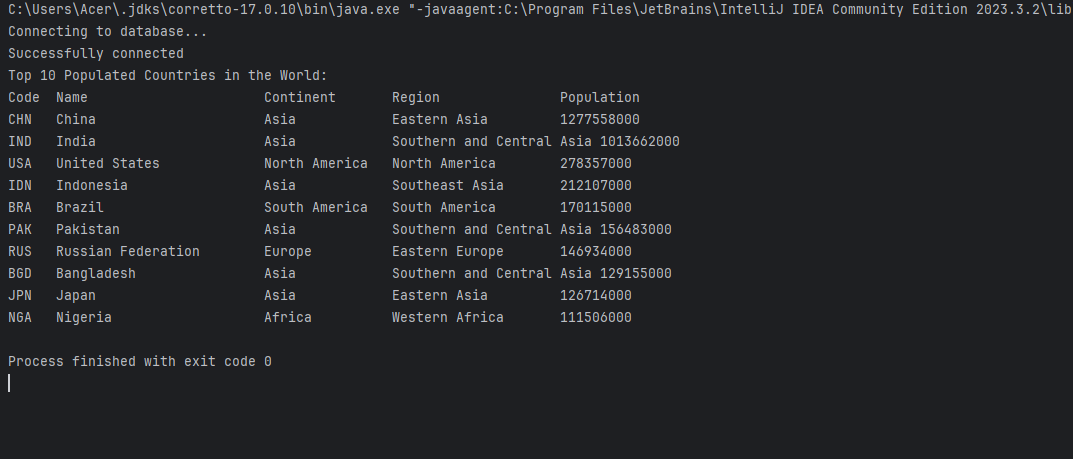 C:\Users\Acer\.jdks\corretto-17.0.10\bin\java.exe "-javaagent:C:\Program Files\JetBrains\IntelliJ IDEA Community Edition 2023.3.2\lib
Connecting to database...
Successfully connected
Top 10 Populated Countries in the World:
Code  Name                      Continent       Region               Population
CHN   China                     Asia            Eastern Asia         1277558000
IND   India                     Asia            Southern and Central Asia 1013662000
USA   United States             North America   North America        278357000
IDN   Indonesia                 Asia            Southeast Asia       212107000
BRA   Brazil                    South America   South America        170115000
PAK   Pakistan                  Asia            Southern and Central Asia 156483000
RUS   Russian Federation        Europe          Eastern Europe       146934000
BGD   Bangladesh                Asia            Southern and Central Asia 129155000
JPN   Japan                     Asia            Eastern Asia         126714000
NGA   Nigeria                   Africa          Western Africa       111506000
Process finished with exit code 0